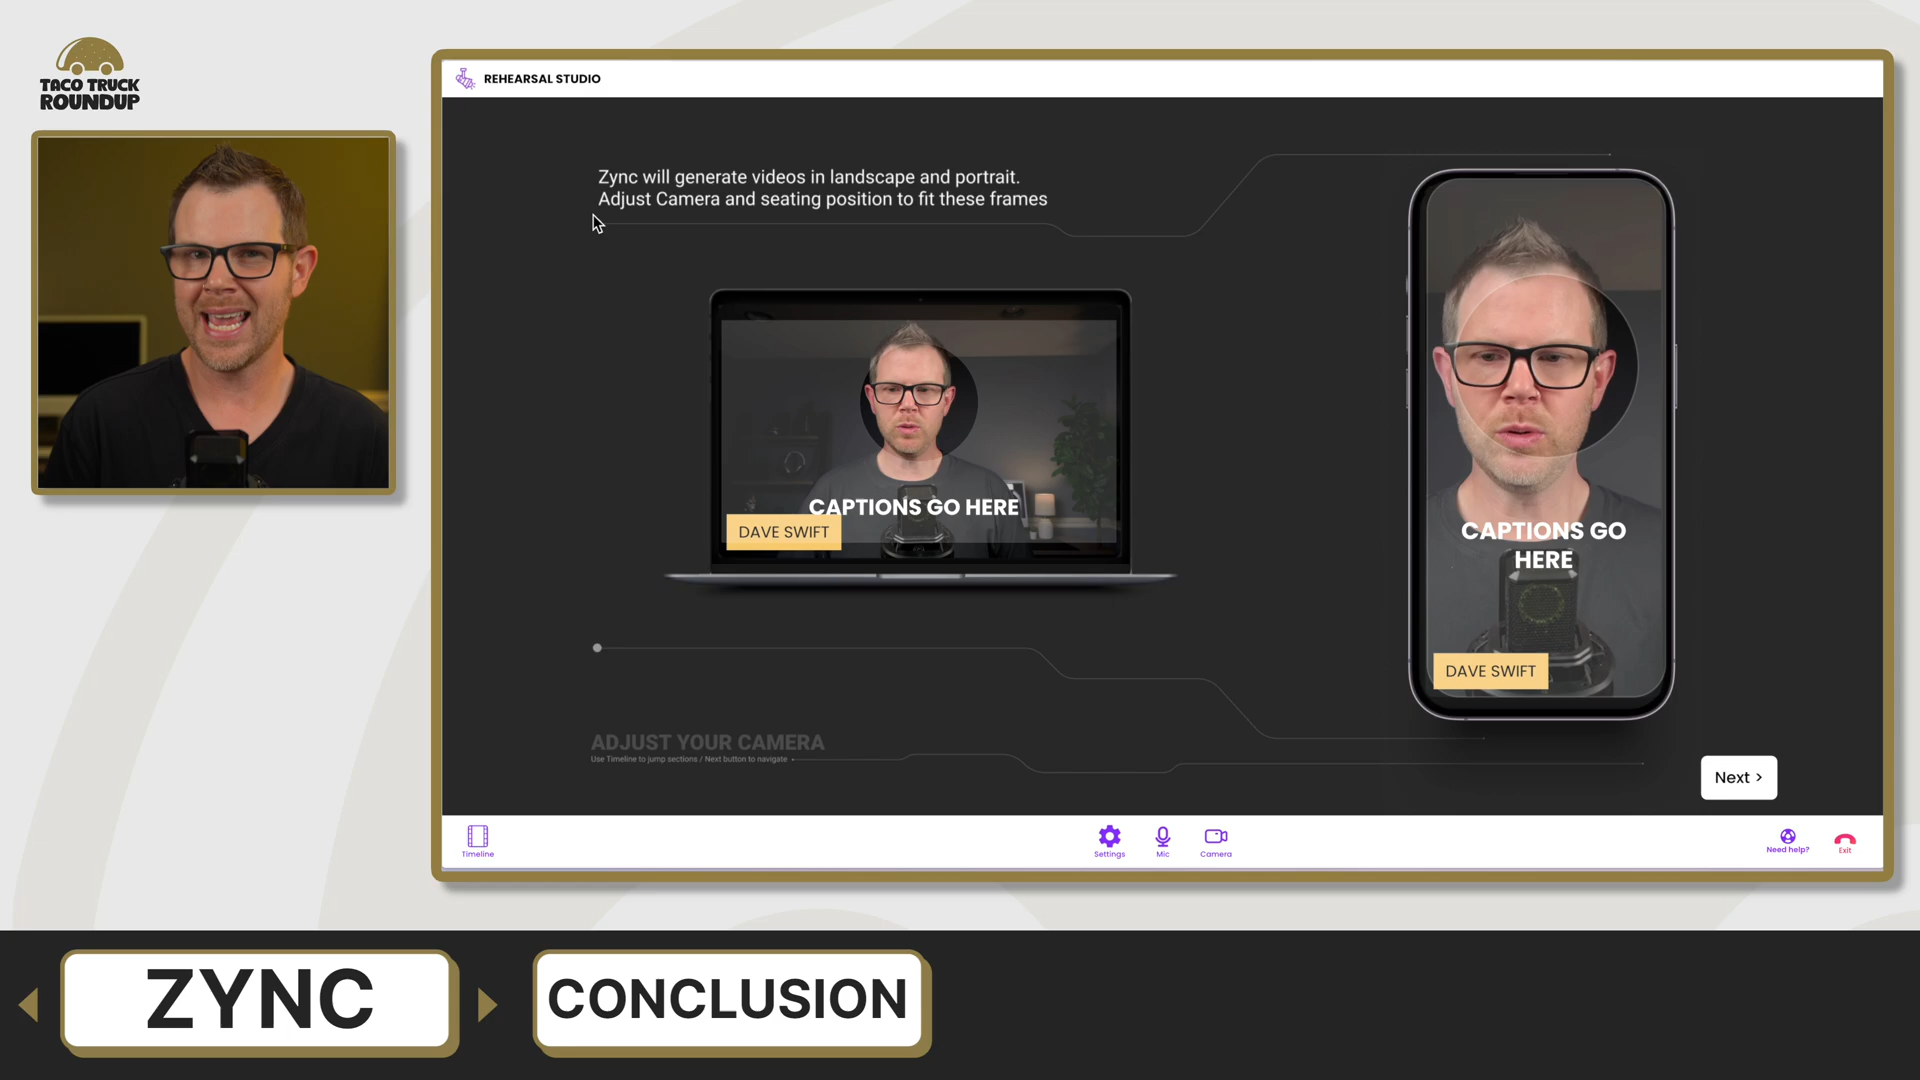 TACO TRUCK
ROUNDUP
REHEARSAL STUDIO
Zync will generate videos in landscape and portrait.
Adjust Camera and seating position to fit these frames
CAPTIONS GO HERE
DAVE SWIFT
CAPTIONS GO
HERE
DAVE SWIFT
ADJUST YOUR CAMERA
Use Timeline to jump sections / Next button to navigate
Next >
Timeline
Settings
Mic
Camera
Need help?
Exit
ZYNC
CONCLUSION